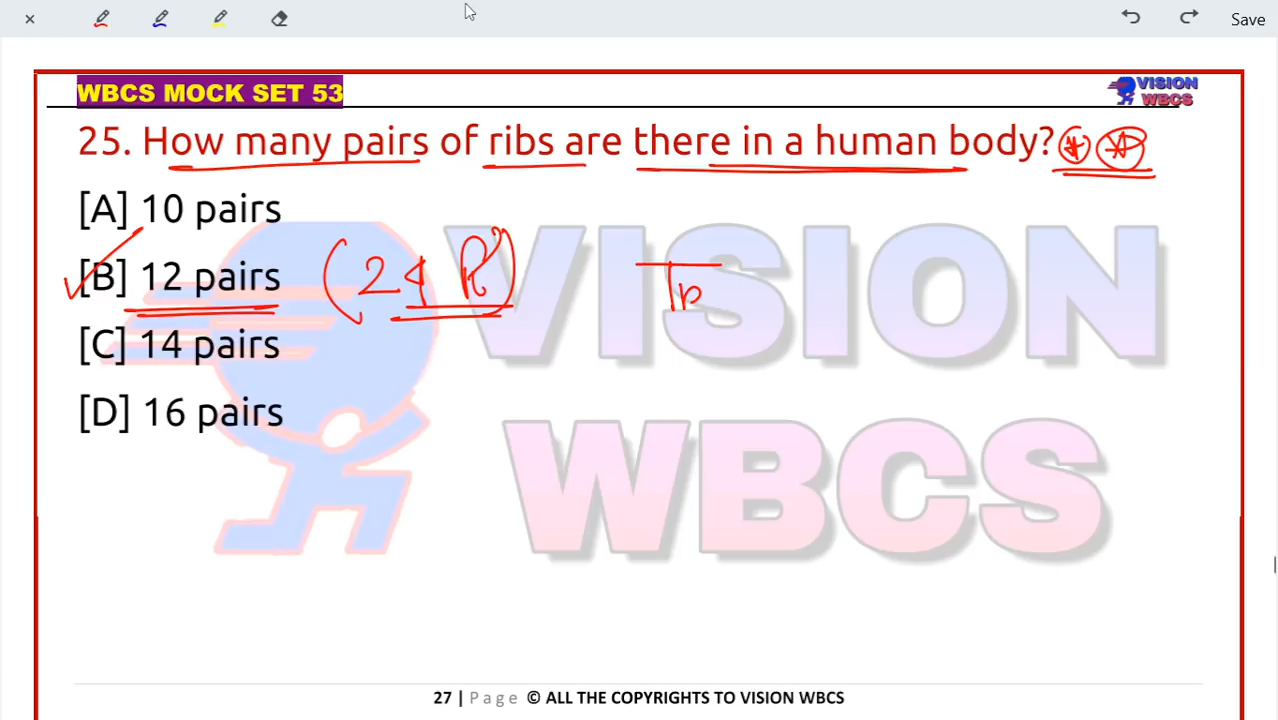 Save
WBCS MOCK SET 53
VISION
WBCS
25. How many pairs of ribs are there in a human body?
[A] 10 pairs
[B] 12 pairs (24 R)
[C] 14 pairs
[D] 16 pairs
VISION
WBCS
27 | Page © ALL THE COPYRIGHTS TO VISION WBCS